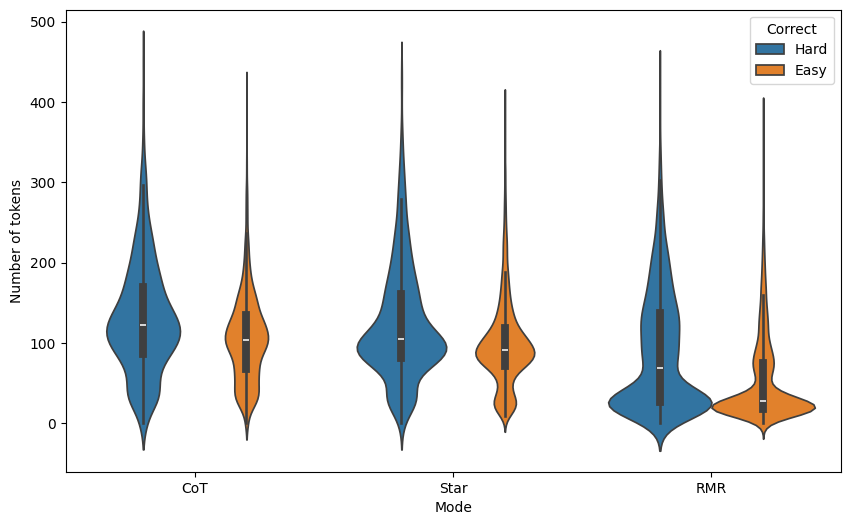 500
400
300
200
100
0
Number of tokens
Correct
Hard
Easy
CoT
Star
RMR
Mode